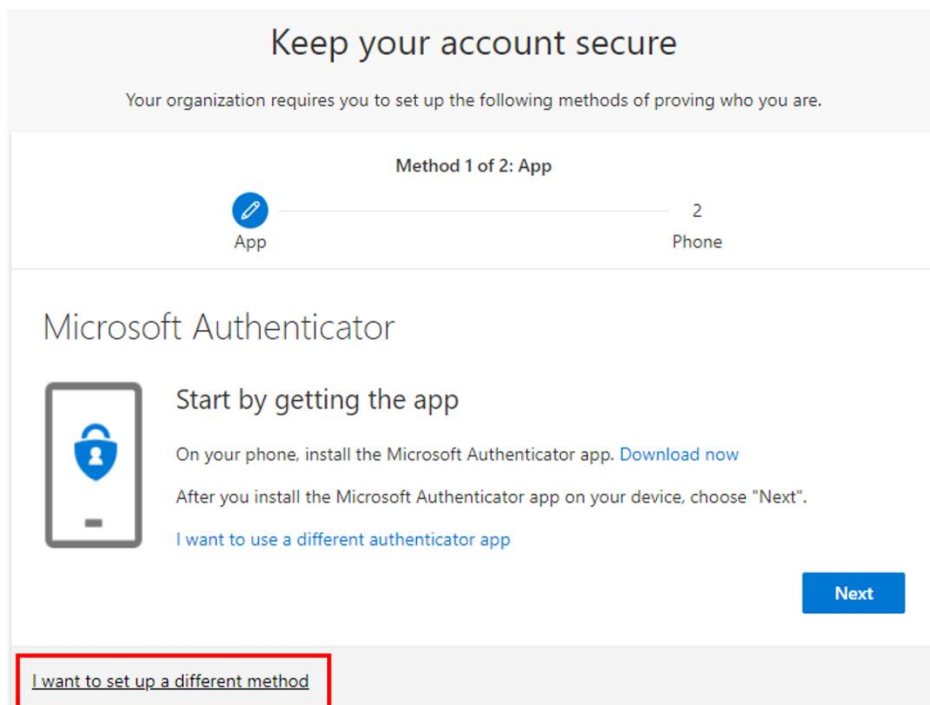 Keep your account secure
Your organization requires you to set up the following methods of proving who you are.
Method 1 of 2: App
2
App
Phone
Microsoft Authenticator
Start by getting the app
On your phone, install the Microsoft Authenticator app. Download now
After you install the Microsoft Authenticator app on your device, choose "Next".
I want to use a different authenticator app
Next
I want to set up a different method